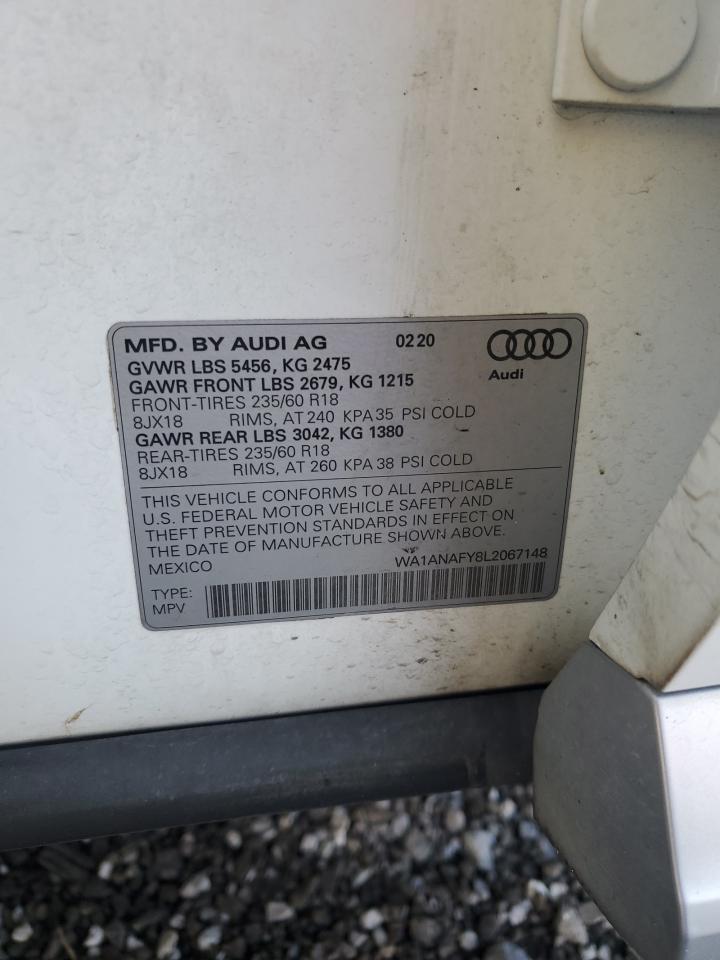 MFD. BY AUDI AG 02 20
GVWR LBS 5456, KG 2475
GAWR FRONT LBS 2679, KG 1215
Audi
FRONT-TIRES 235/60 R18
8JX18 RIMS, AT 240 KPA 35 PSI COLD
GAWR REAR LBS 3042, KG 1380
REAR-TIRES 235/60 R18
8JX18 RIMS, AT 260 KPA 38 PSI COLD
THIS VEHICLE CONFORMS TO ALL APPLICABLE
U.S. FEDERAL MOTOR VEHICLE SAFETY AND
THEFT PREVENTION STANDARDS IN EFFECT ON
THE DATE OF MANUFACTURE SHOWN ABOVE.
MEXICO WA1ANAFY8L2067148
TYPE:
MPV